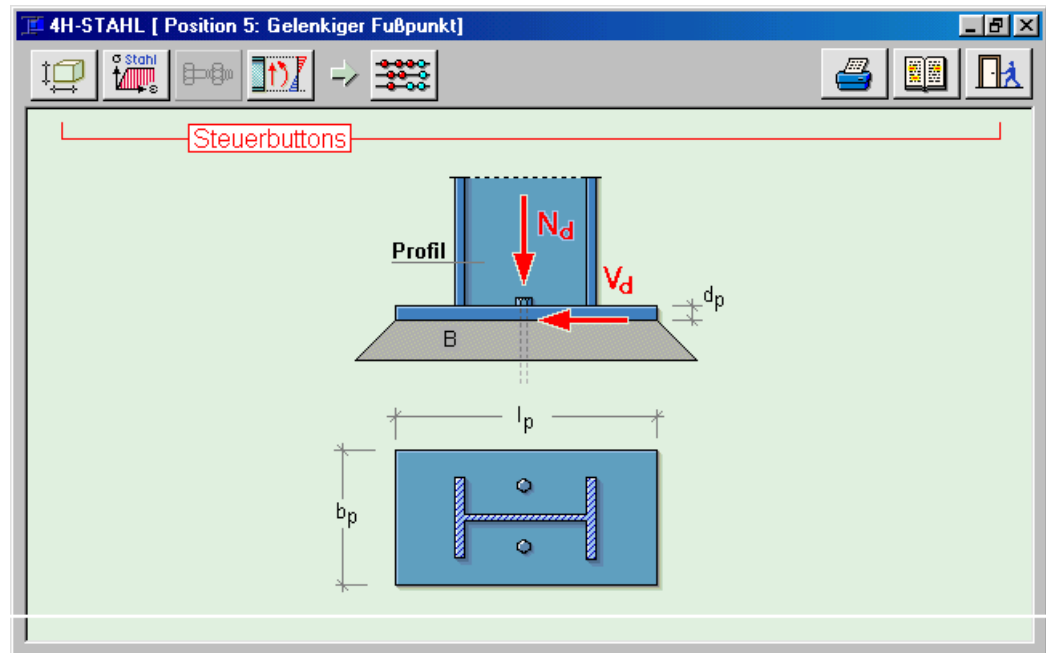 4H-STAHL [ Position 5: Gelenkiger Fußpunkt]
σ Stahl
ε
Steuerbuttons
Nd
Profil
Vd
dp
B
lp
bp